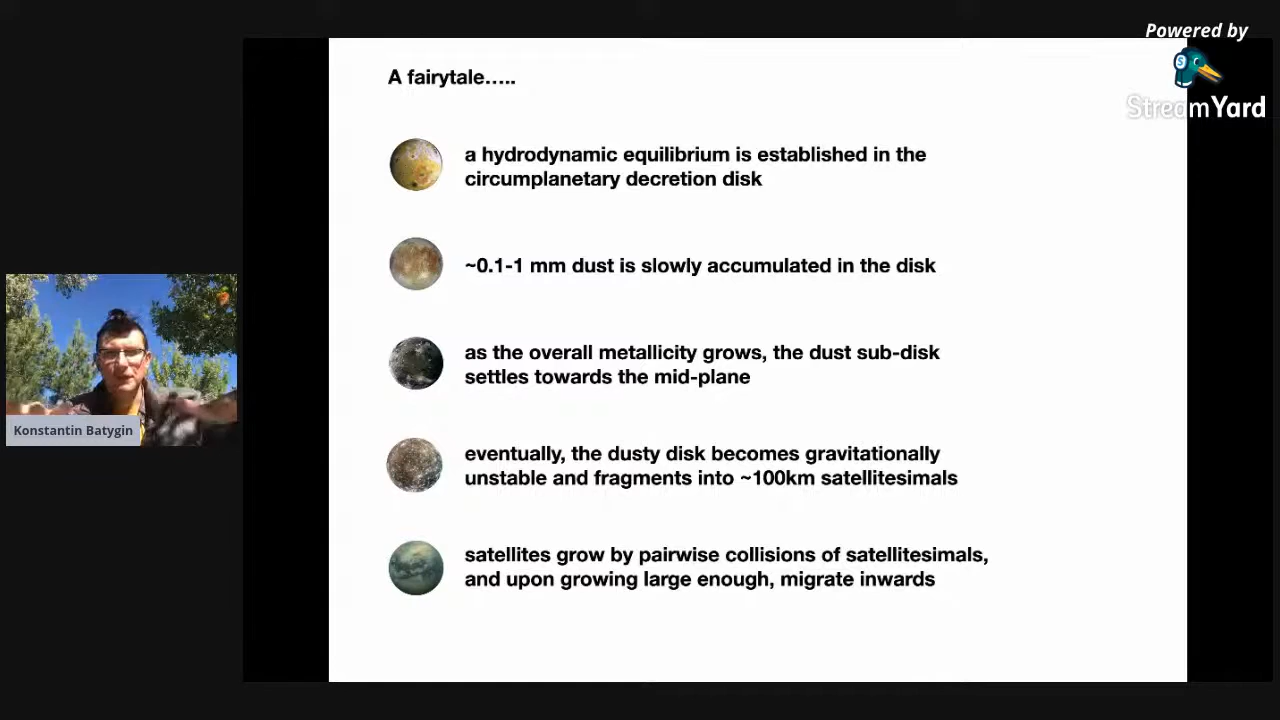 Powered by
StreamYard
A fairytale.....
a hydrodynamic equilibrium is established in the
circumplanetary decretion disk
~0.1-1 mm dust is slowly accumulated in the disk
as the overall metallicity grows, the dust sub-disk
settles towards the mid-plane
eventually, the dusty disk becomes gravitationally
unstable and fragments into ~100km satellitesimals
satellites grow by pairwise collisions of satellitesimals,
and upon growing large enough, migrate inwards
Konstantin Batygin